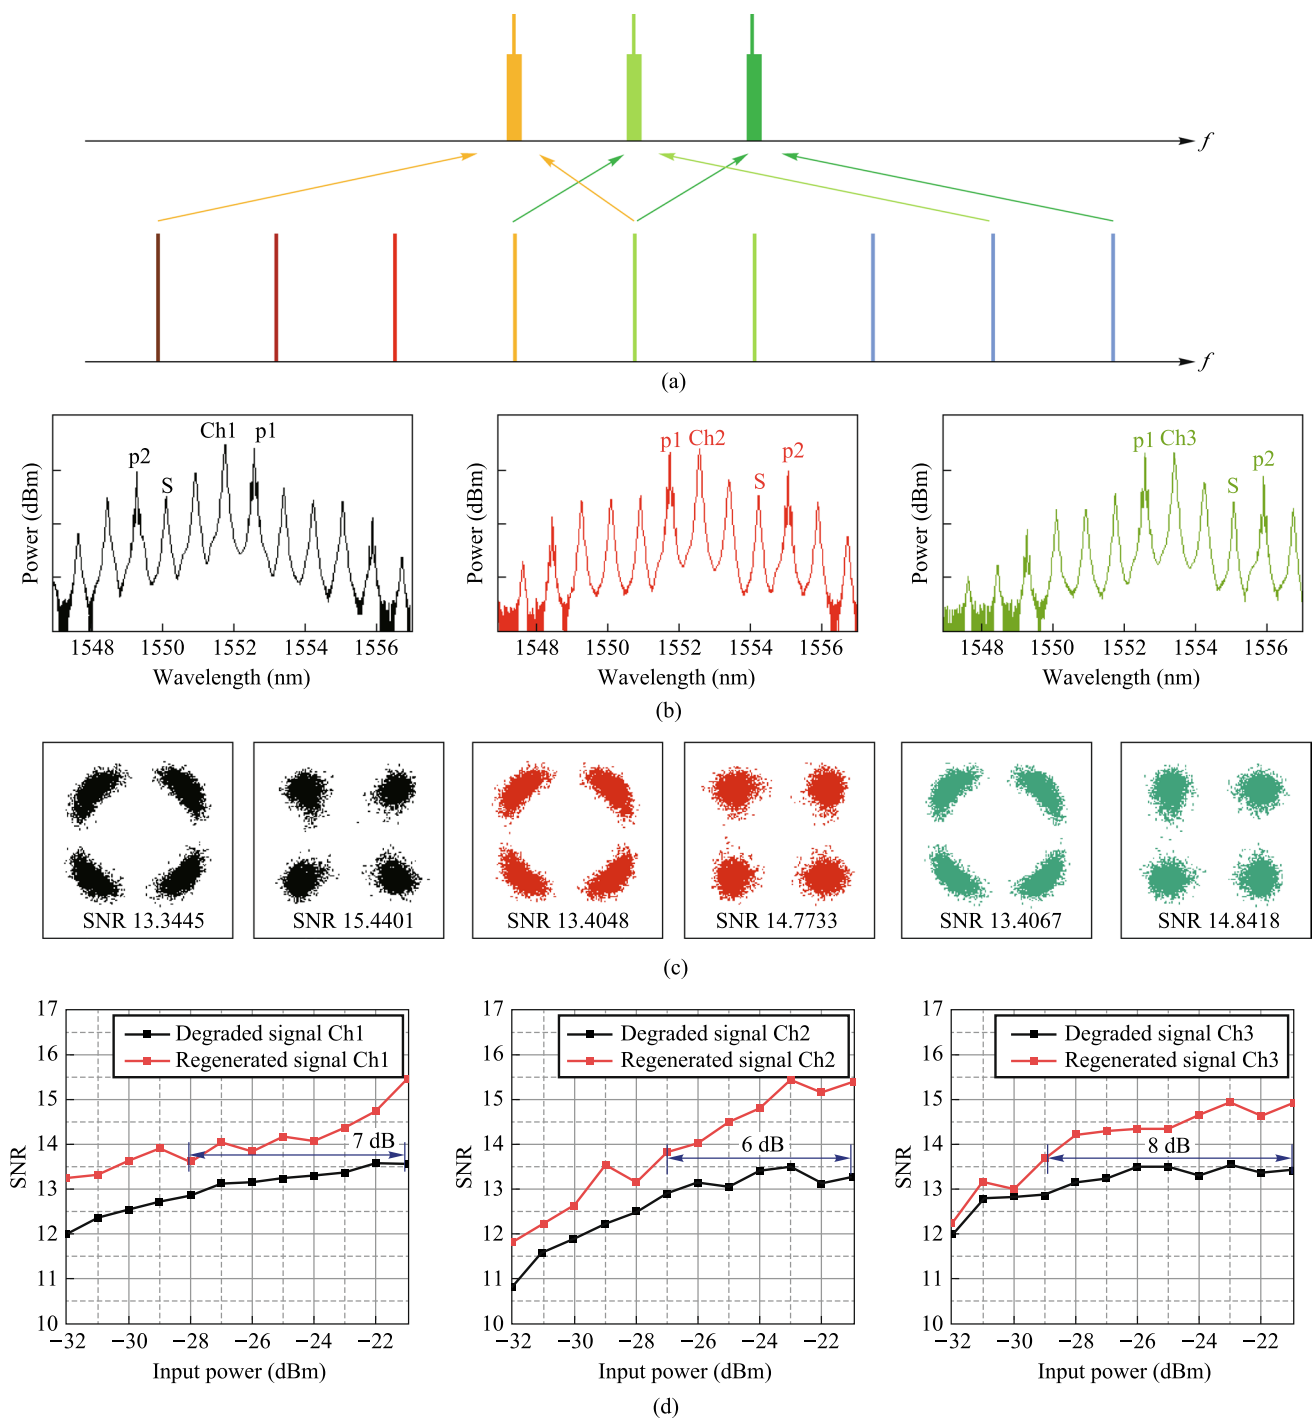 f
f
(a)
Power (dBm)
p2
S
Ch1
p1
1548 1550 1552 1554 1556
Wavelength (nm)
Power (dBm)
p1
Ch2
S
p2
1548 1550 1552 1554 1556
Wavelength (nm)
Power (dBm)
p1
Ch3
S
p2
1548 1550 1552 1554 1556
Wavelength (nm)
(b)
SNR 13.3445
SNR 15.4401
SNR 13.4048
SNR 14.7733
SNR 13.4067
SNR 14.8418
(c)
SNR
17
16
15
14
13
12
11
10
Degraded signal Ch1
Regenerated signal Ch1
7 dB
−32 −30 −28 −26 −24 −22
Input power (dBm)
SNR
17
16
15
14
13
12
11
10
Degraded signal Ch2
Regenerated signal Ch2
6 dB
−32 −30 −28 −26 −24 −22
Input power (dBm)
SNR
17
16
15
14
13
12
11
10
Degraded signal Ch3
Regenerated signal Ch3
8 dB
−32 −30 −28 −26 −24 −22
Input power (dBm)
(d)